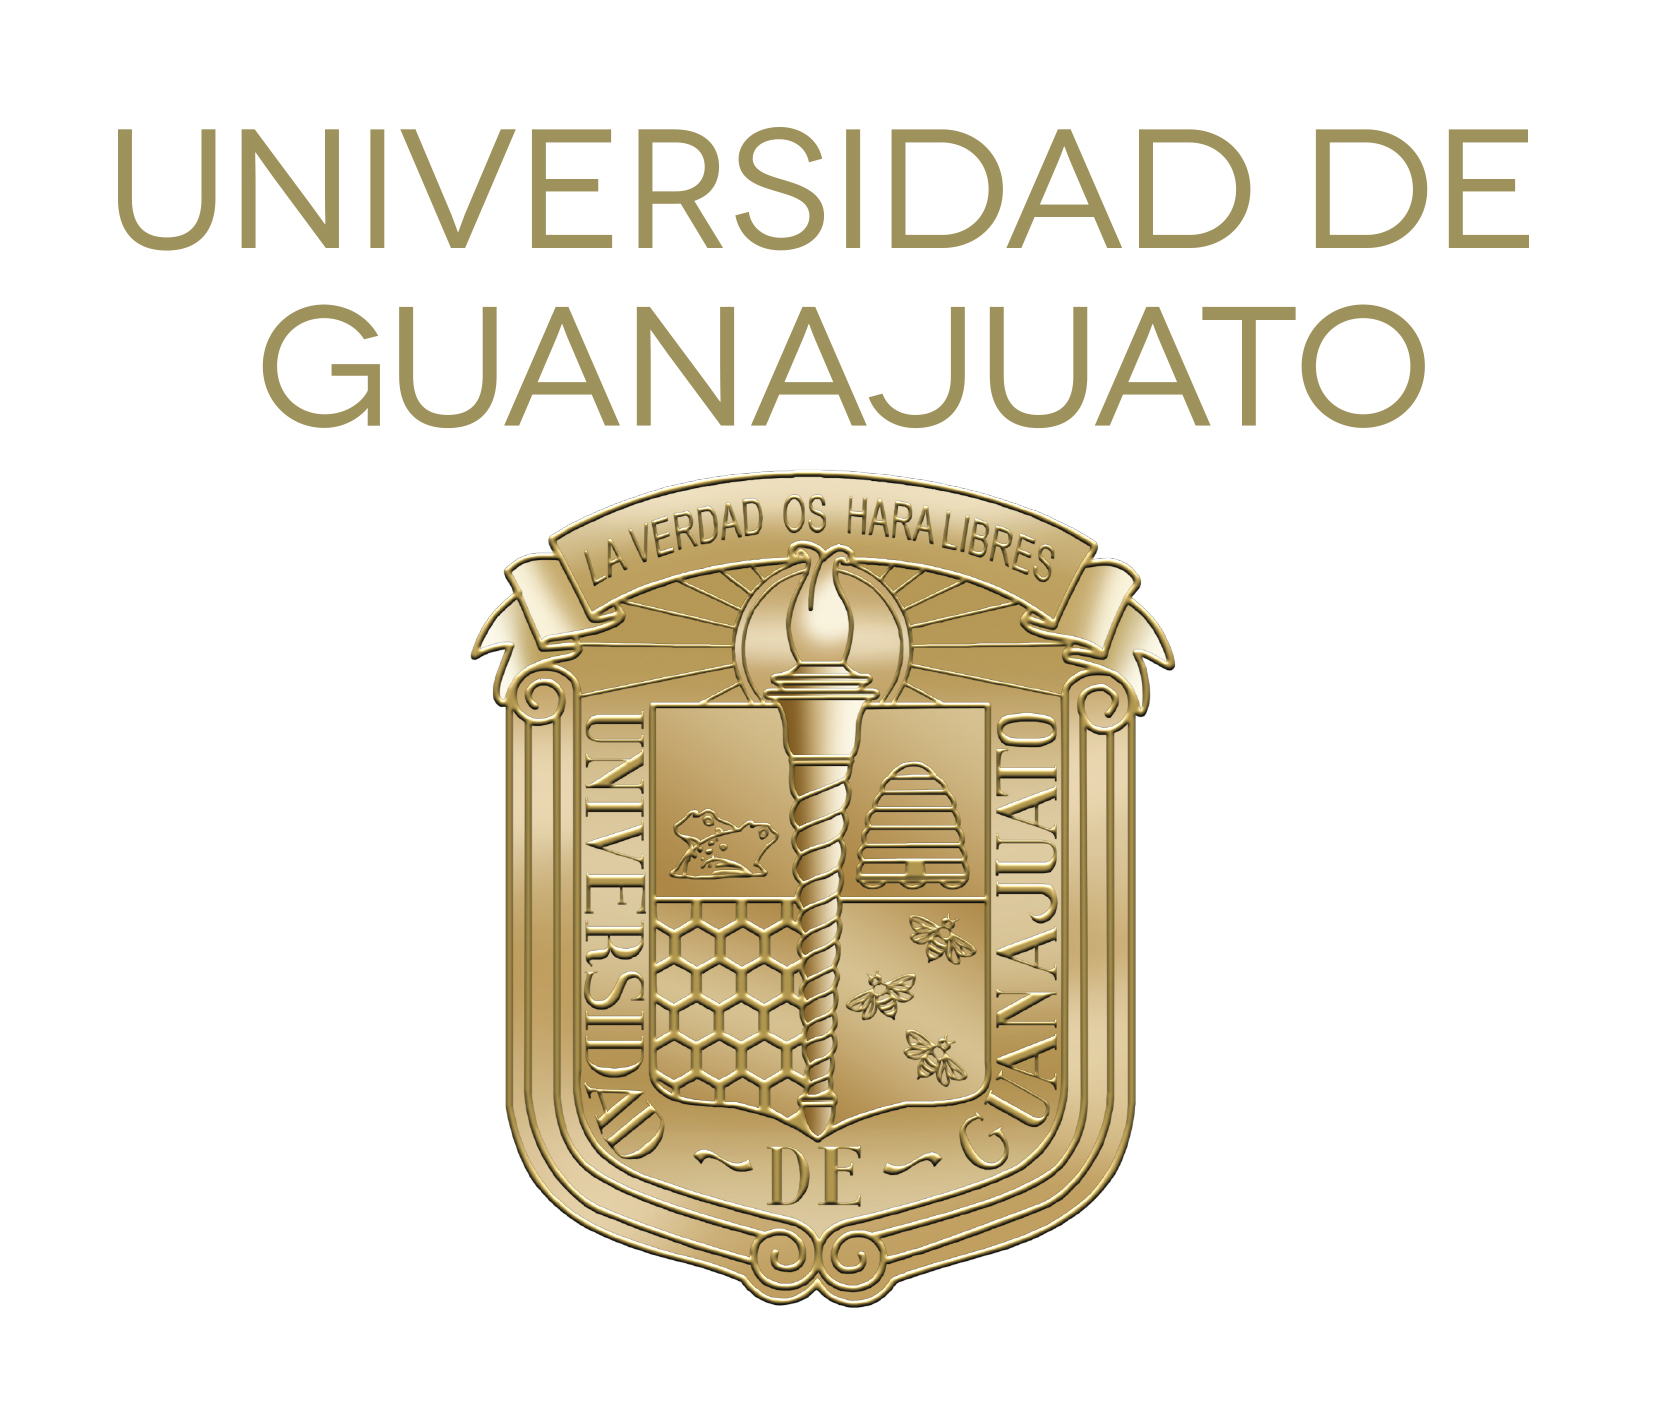 UNIVERSIDAD DE
GUANAJUATO
LA VERDAD OS HARA LIBRES
UNIVERSIDAD
~DE~
GUANAJUATO